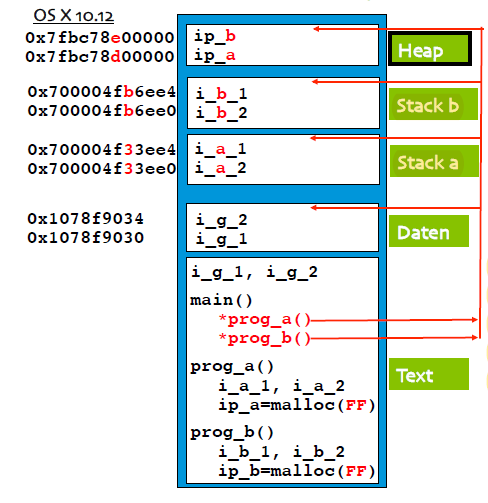 OS X 10.12
0x7fbc78e00000 ip_b
0x7fbc78d00000 ip_a
Heap
0x700004fb6ee4 i_b_1
0x700004fb6ee0 i_b_2
Stack b
0x700004f33ee4 i_a_1
0x700004f33ee0 i_a_2
Stack a
0x1078f9034 i_g_2
0x1078f9030 i_g_1
Daten
i_g_1, i_g_2
main()
*prog_a()
*prog_b()
prog_a()
i_a_1, i_a_2
ip_a=malloc(FF)
Text
prog_b()
i_b_1, i_b_2
ip_b=malloc(FF)